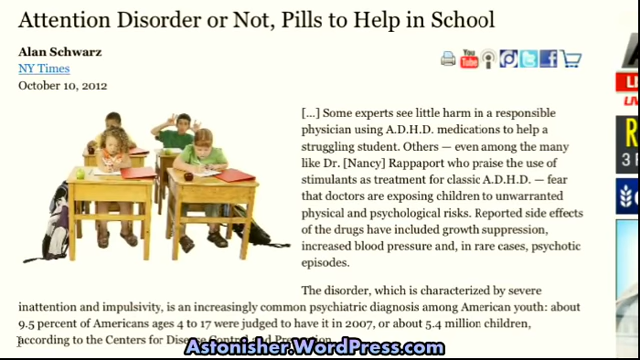 Attention Disorder or Not, Pills to Help in School
Alan Schwarz
NY Times
October 10, 2012
[...] Some experts see little harm in a responsible
physician using A.D.H.D. medications to help a
struggling student. Others — even among the many
like Dr. [Nancy] Rappaport who praise the use of
stimulants as treatment for classic A.D.H.D. — fear
that doctors are exposing children to unwarranted
physical and psychological risks. Reported side effects
of the drugs have included growth suppression,
increased blood pressure and, in rare cases, psychotic
episodes.
The disorder, which is characterized by severe
inattention and impulsivity, is an increasingly common psychiatric diagnosis among American youth: about
9.5 percent of Americans ages 4 to 17 were judged to have it in 2007, or about 5.4 million children,
according to the Centers for Disease Control and
Astonisher.WordPress.com
You
Tube